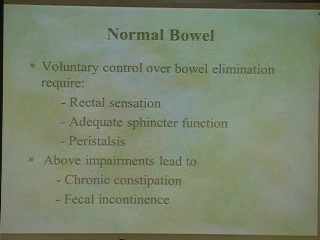 Normal Bowel
▪ Voluntary control over bowel elimination
require:
- Rectal sensation
- Adequate sphincter function
- Peristalsis
▪ Above impairments lead to
- Chronic constipation
- Fecal incontinence